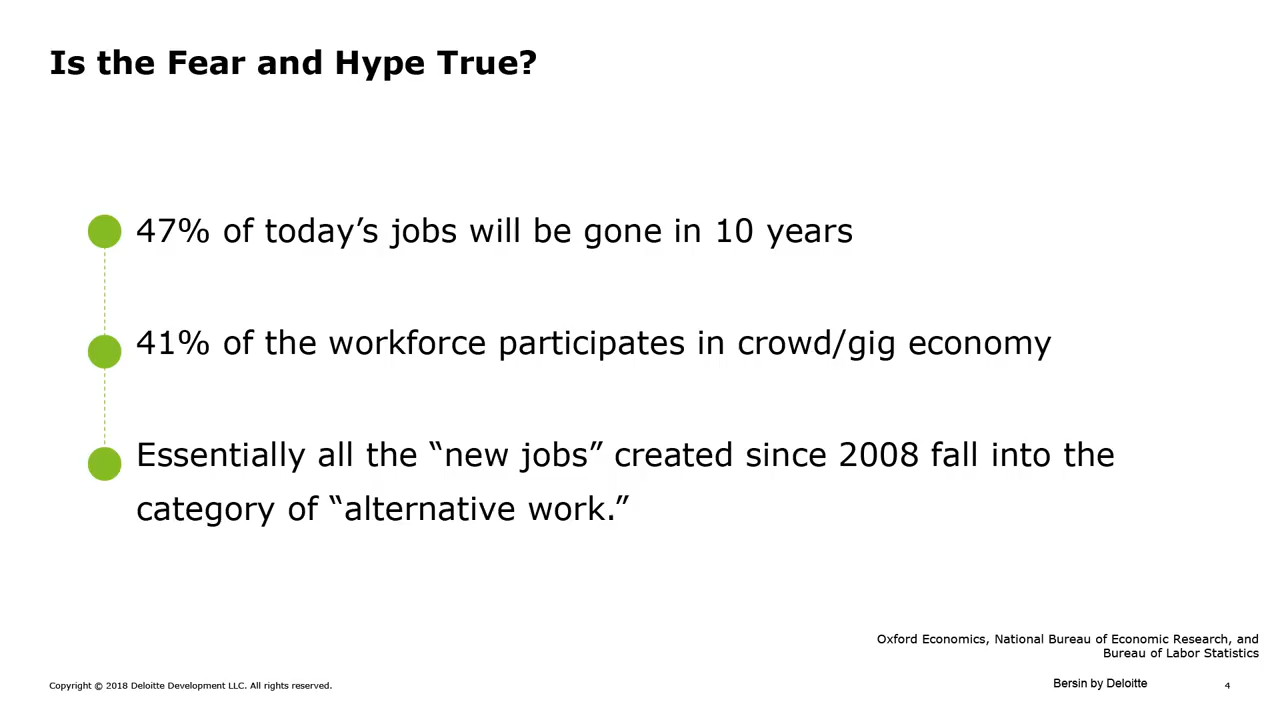 Is the Fear and Hype True?
47% of today’s jobs will be gone in 10 years
41% of the workforce participates in crowd/gig economy
Essentially all the “new jobs” created since 2008 fall into the
category of “alternative work.”
Oxford Economics, National Bureau of Economic Research, and
Bureau of Labor Statistics
Copyright © 2018 Deloitte Development LLC. All rights reserved.
Bersin by Deloitte
4